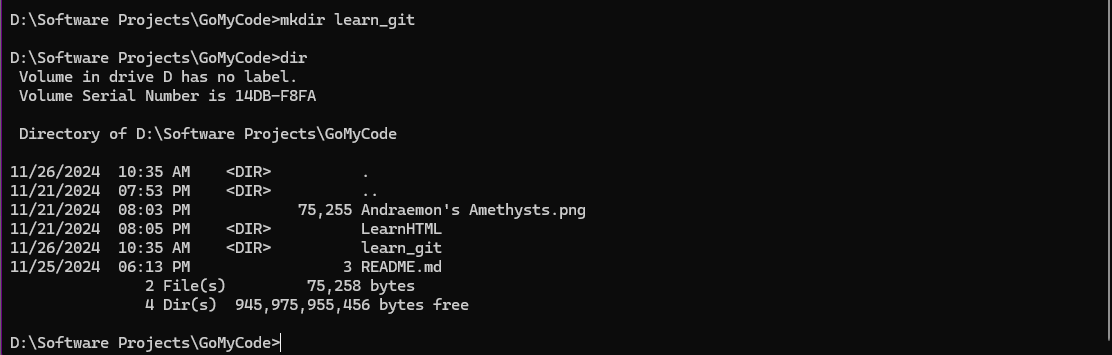 D:\Software Projects\GoMyCode>mkdir learn_git
D:\Software Projects\GoMyCode>dir
Volume in drive D has no label.
Volume Serial Number is 14DB-F8FA
Directory of D:\Software Projects\GoMyCode
11/26/2024  10:35 AM    <DIR>          .
11/21/2024  07:53 PM    <DIR>          ..
11/21/2024  08:03 PM            75,255 Andraemon's Amethysts.png
11/21/2024  08:05 PM    <DIR>          LearnHTML
11/26/2024  10:35 AM    <DIR>          learn_git
11/25/2024  06:13 PM                 3 README.md
2 File(s)         75,258 bytes
4 Dir(s)  945,975,955,456 bytes free
D:\Software Projects\GoMyCode>